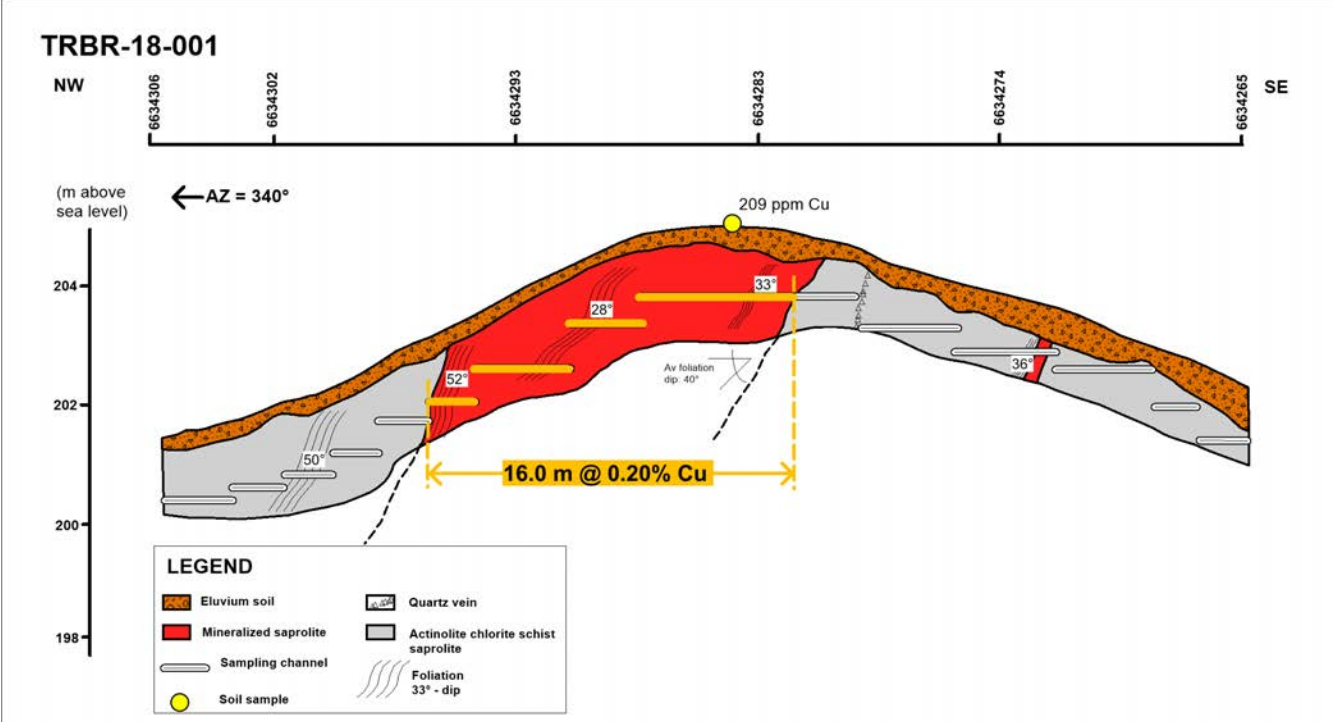 TRBR-18-001
NW
6634306
6634302
6634293
6634283
6634274
6634265
SE
(m above
sea level)
AZ = 340°
209 ppm Cu
204
33°
28°
52°
Av foliation
dip: 40°
36°
202
50°
16.0 m @ 0.20% Cu
200
198
LEGEND
Eluvium soil
Mineralized saprolite
Sampling channel
Soil sample
Quartz vein
Actinolite chlorite schist
saprolite
Foliation
33° - dip